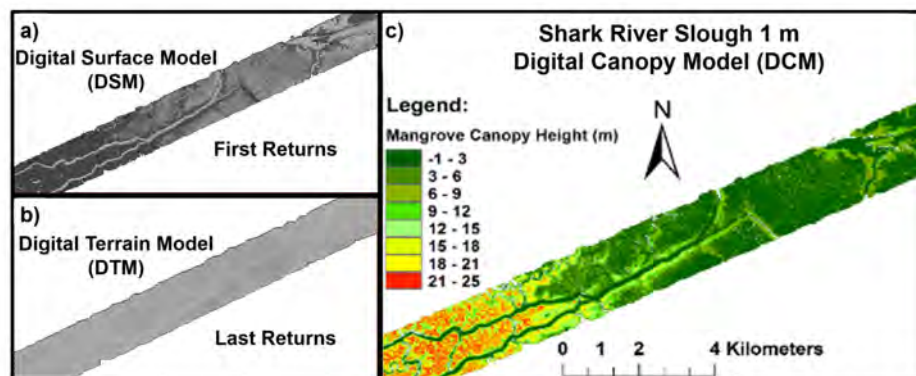 a)
Digital Surface Model
(DSM)
First Returns
b)
Digital Terrain Model
(DTM)
Last Returns
c)
Shark River Slough 1 m
Digital Canopy Model (DCM)
Legend:
Mangrove Canopy Height (m)
-1 - 3
3 - 6
6 - 9
9 - 12
12 - 15
15 - 18
18 - 21
21 - 25
N
0 1 2 4 Kilometers